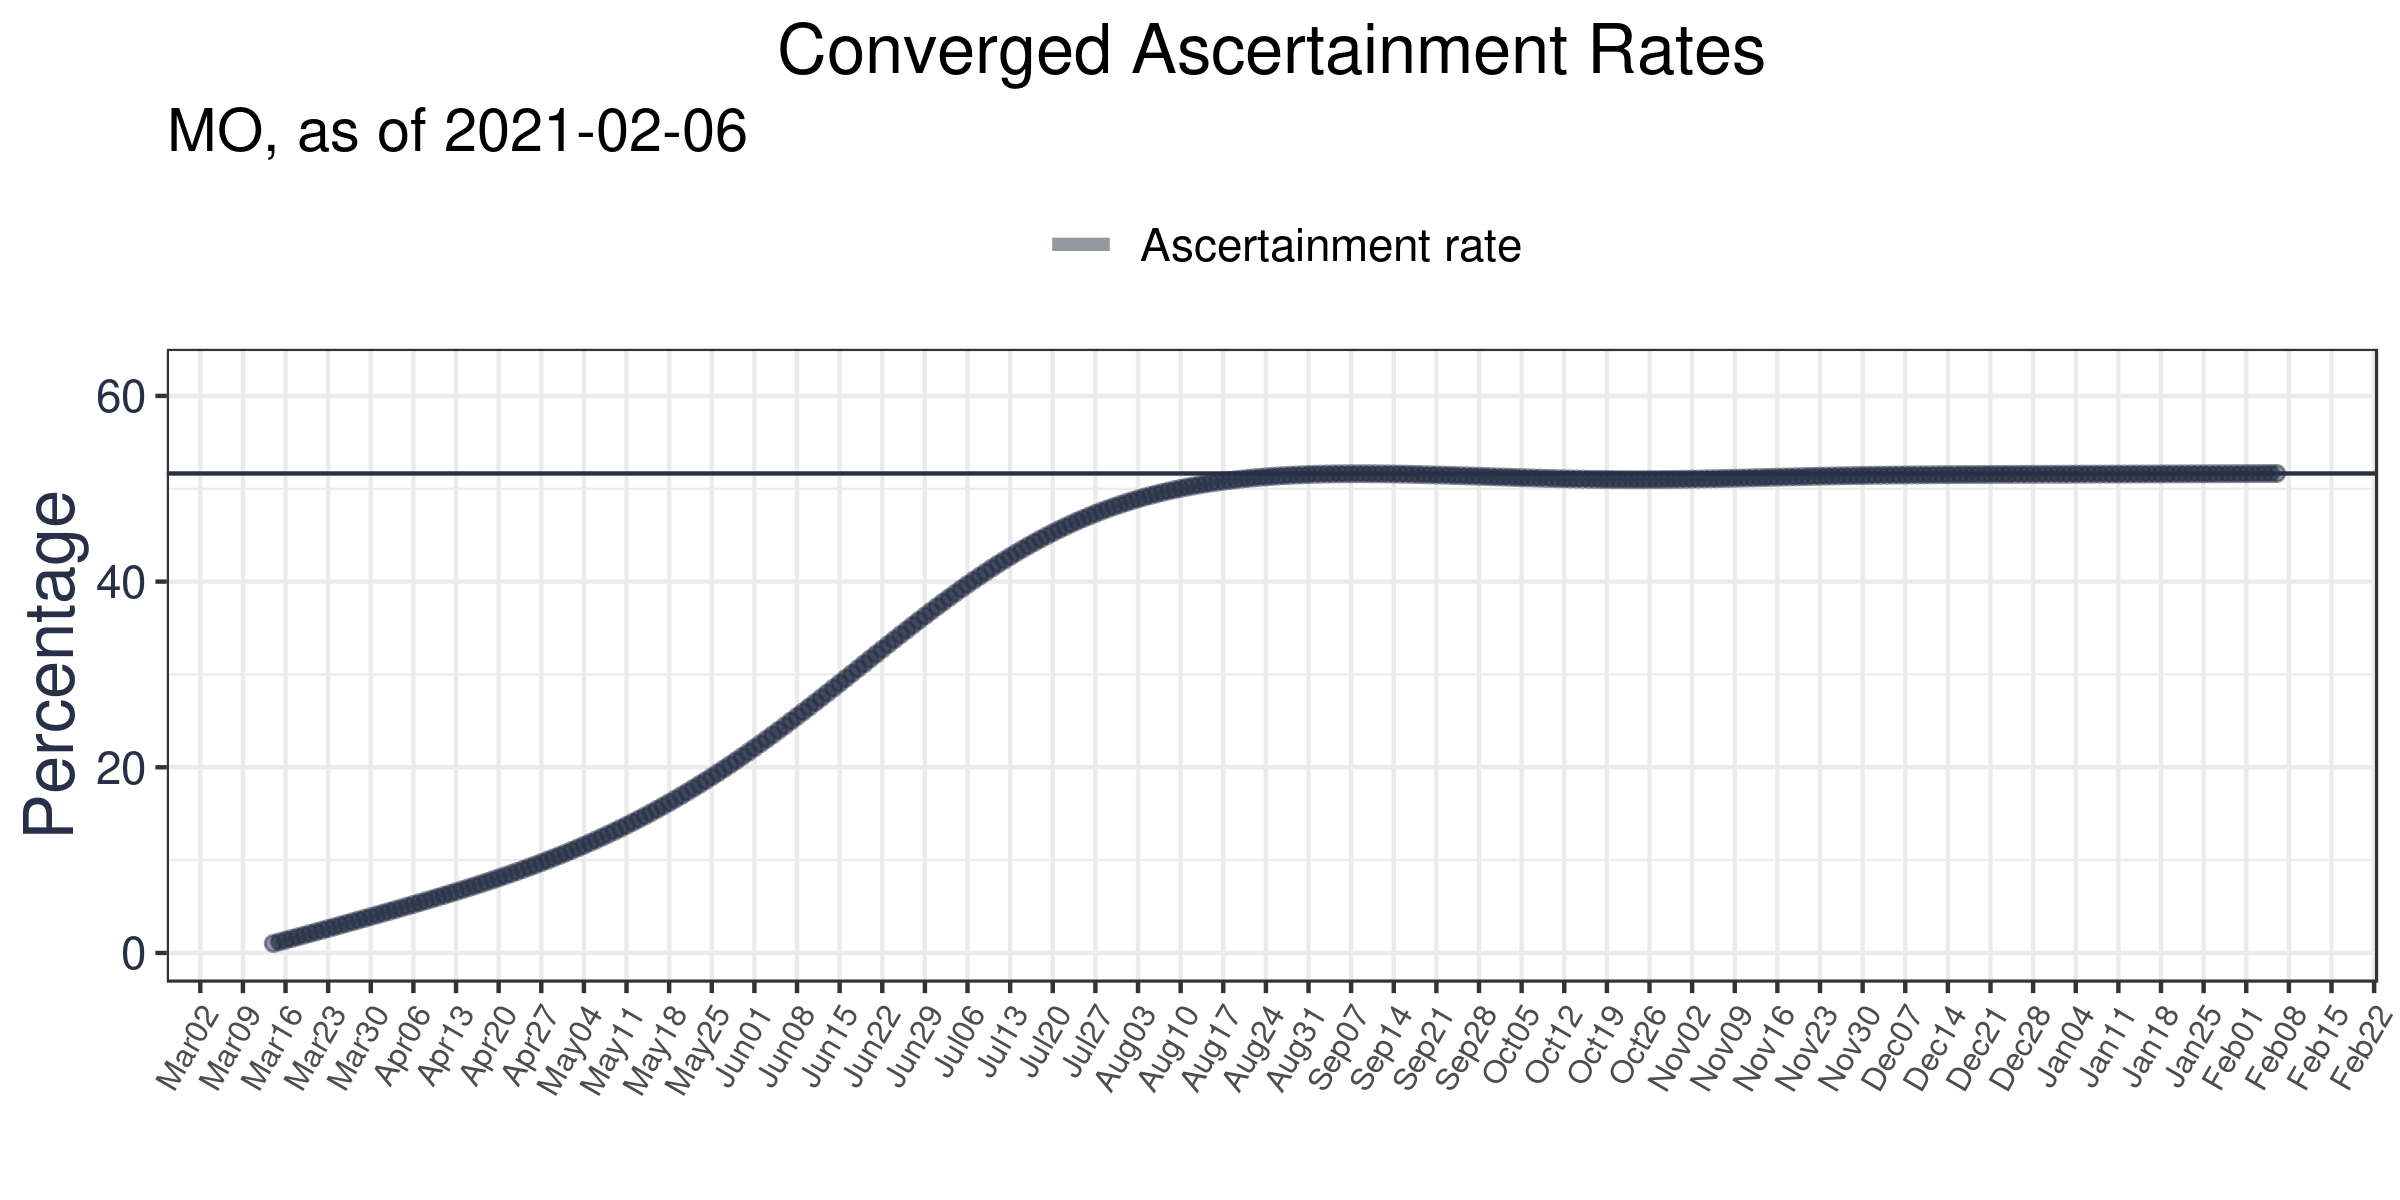 Converged Ascertainment Rates
MO, as of 2021-02-06
Ascertainment rate
Percentage
60
40
20
0
Mar02
Mar09
Mar16
Mar23
Mar30
Apr06
Apr13
Apr20
Apr27
May04
May11
May18
May25
Jun01
Jun08
Jun15
Jun22
Jun29
Jul06
Jul13
Jul20
Jul27
Aug03
Aug10
Aug17
Aug24
Aug31
Sep07
Sep14
Sep21
Sep28
Oct05
Oct12
Oct19
Oct26
Nov02
Nov09
Nov16
Nov23
Nov30
Dec07
Dec14
Dec21
Dec28
Jan04
Jan11
Jan18
Jan25
Feb01
Feb08
Feb15
Feb22